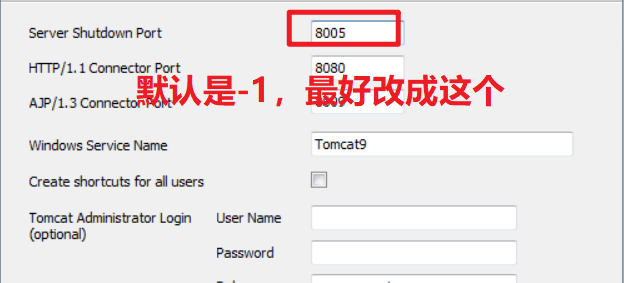 Server Shutdown Port 8005
HTTP/1.1 Connector Port 8080
默认是-1，最好改成这个
AJP/1.3 Connector Port 8009
Windows Service Name Tomcat9
Create shortcuts for all users
Tomcat Administrator Login User Name
(optional)
Password